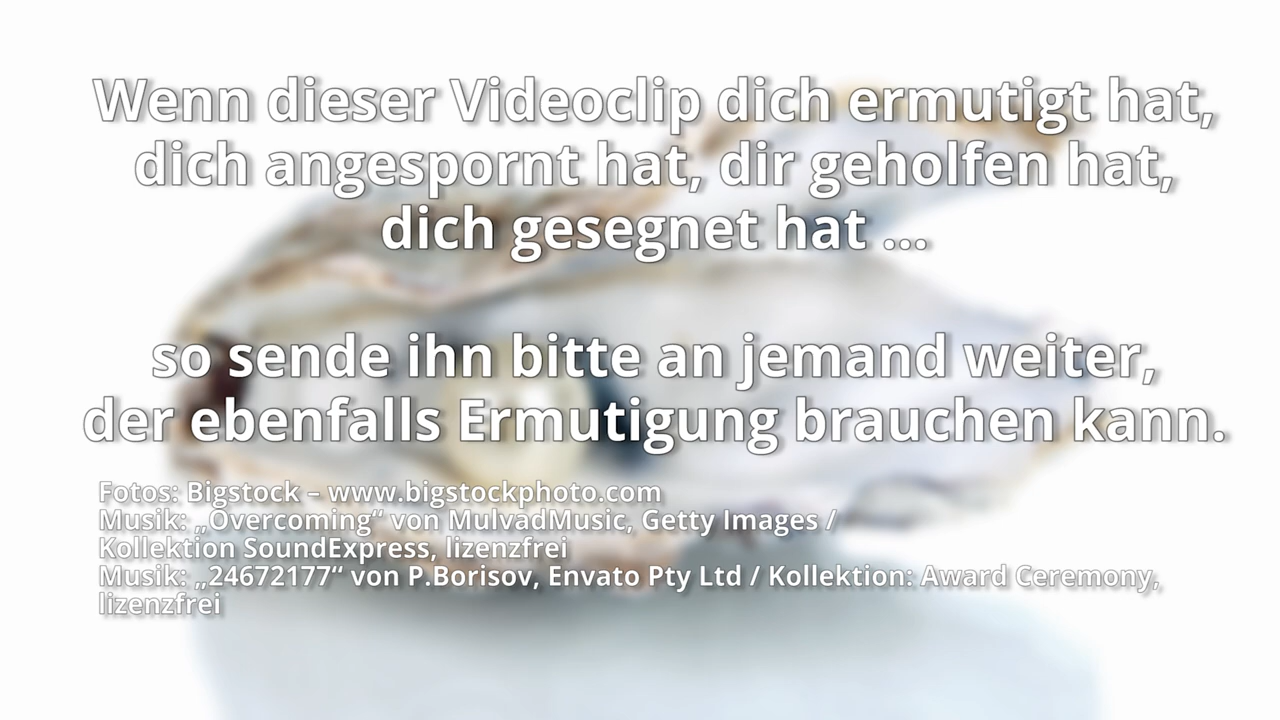 Wenn dieser Videoclip dich ermutigt hat,
dich angespornt hat, dir geholfen hat,
dich gesegnet hat ...
so sende ihn bitte an jemand weiter,
der ebenfalls Ermutigung brauchen kann.
Fotos: Bigstock – www.bigstockphoto.com
Musik: „Overcoming“ von MulvadMusic, Getty Images /
Kollektion SoundExpress, lizenzfrei
Musik: „24672177“ von P.Borisov, Envato Pty Ltd / Kollektion: Award Ceremony,
lizenzfrei